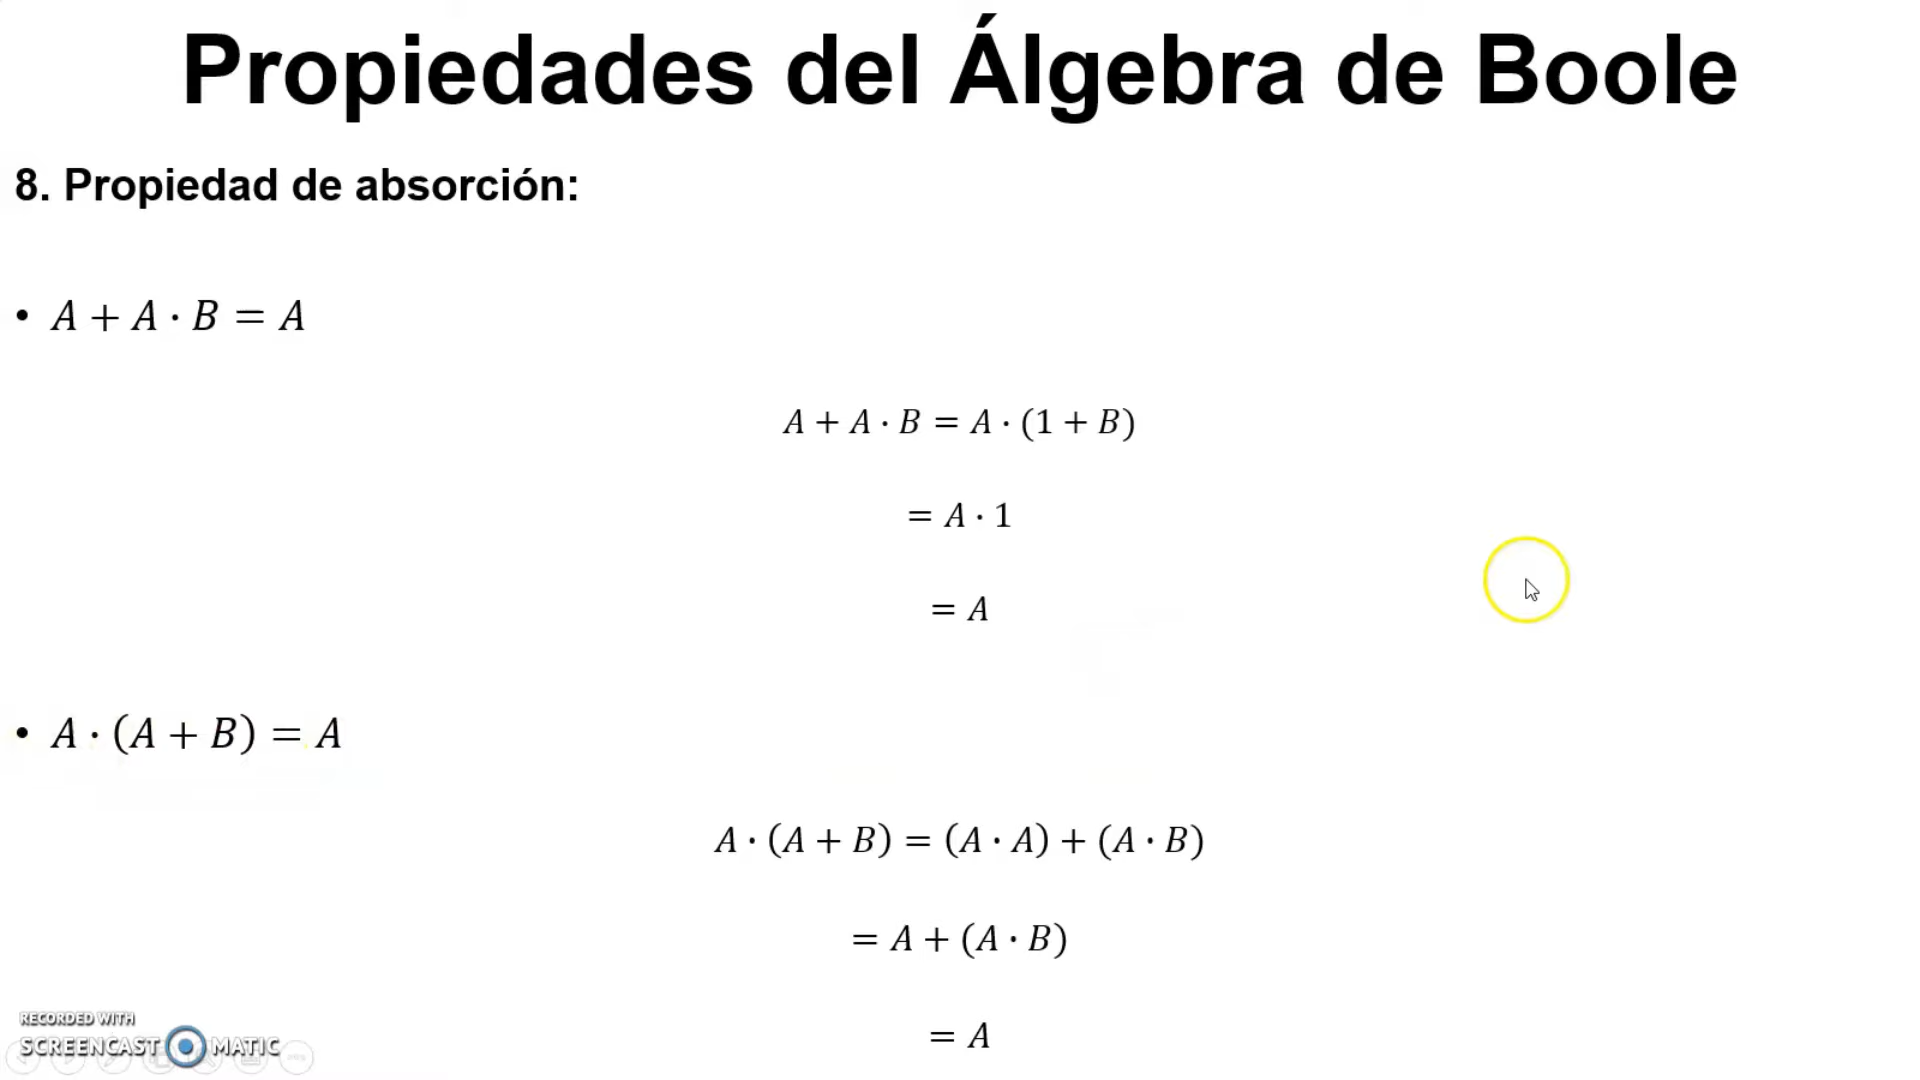 Propiedades del Álgebra de Boole
8. Propiedad de absorción:
• A + A · B = A
A + A · B = A · (1 + B)
= A · 1
= A
• A · (A + B) = A
A · (A + B) = (A · A) + (A · B)
= A + (A · B)
= A
RECORDED WITH
SCREENCAST MATIC